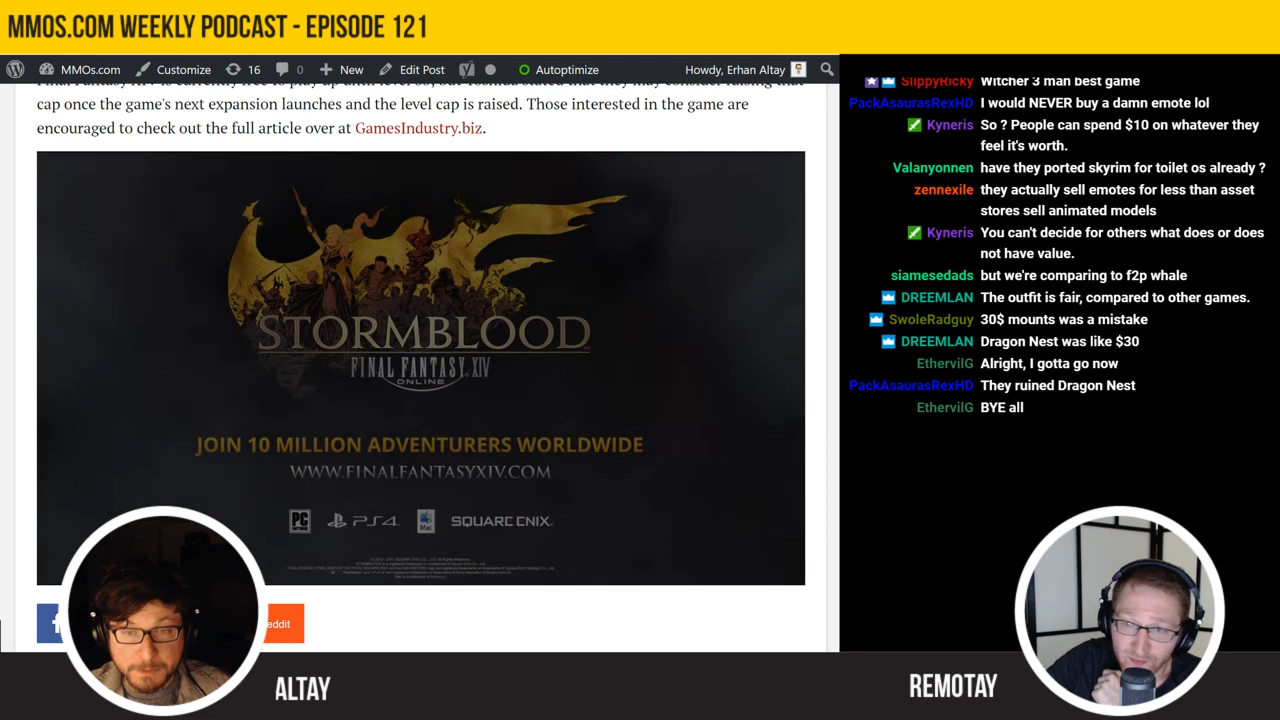 MMOS.COM WEEKLY PODCAST - EPISODE 121
MMOs.com
Customize
16
0
New
Edit Post
Autoptimize
Howdy, Erhan Altay
cap once the game's next expansion launches and the level cap is raised. Those interested in the game are
encouraged to check out the full article over at GamesIndustry.biz.
STORMBLOOD
FINAL FANTASY XIV
ONLINE
JOIN 10 MILLION ADVENTURERS WORLDWIDE
WWW.FINALFANTASYXIV.COM
PC
PS4
Mac
SQUARE ENIX
eddit
SlippyRicky Witcher 3 man best game
PackAsaurasRexHD I would NEVER buy a damn emote lol
Kyneris So ? People can spend $10 on whatever they
feel it's worth.
Valanyonnen have they ported skyrim for toilet os already ?
zennexile they actually sell emotes for less than asset
stores sell animated models
Kyneris You can't decide for others what does or does
not have value.
siamesedads but we're comparing to f2p whale
DREEMLAN The outfit is fair, compared to other games.
SwoleRadguy 30$ mounts was a mistake
DREEMLAN Dragon Nest was like $30
EthervilG Alright, I gotta go now
PackAsaurasRexHD They ruined Dragon Nest
EthervilG BYE all
ALTAY
REMOTAY